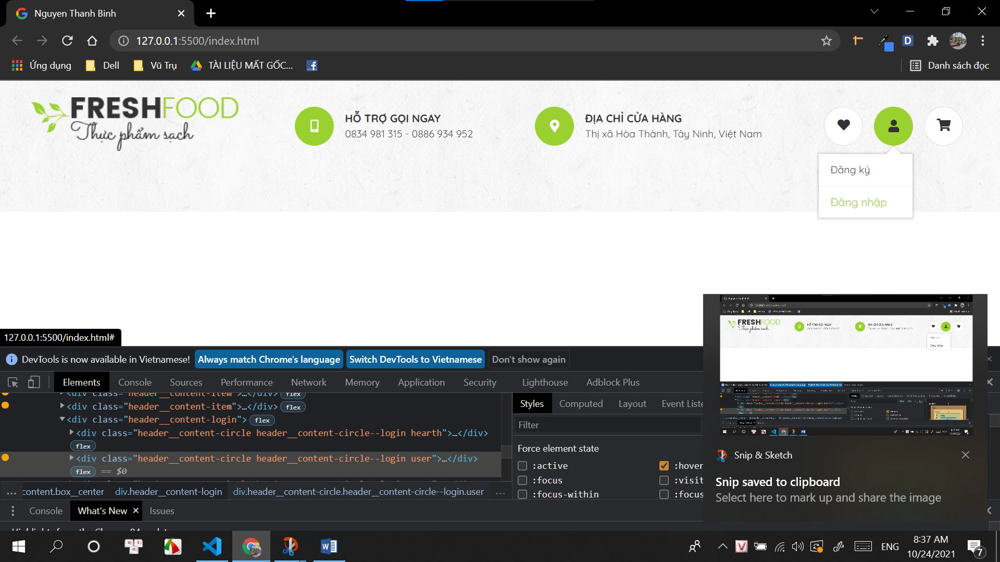 Nguyen Thanh Binh
127.0.0.1:5500/index.html
Ứng dụng
Dell
Vũ Trụ
TÀI LIỆU MẤT GỐC...
Danh sách đọc
FRESHFOOD
Thực phẩm sạch
HỖ TRỢ GỌI NGAY
0834 981 315 - 0886 934 952
ĐỊA CHỈ CỬA HÀNG
Thị xã Hòa Thành, Tây Ninh, Việt Nam
Đăng ký
Đăng nhập
127.0.0.1:5500/index.html#
DevTools is now available in Vietnamese!
Always match Chrome's language
Switch DevTools to Vietnamese
Don't show again
Elements
Console
Sources
Performance
Network
Memory
Application
Security
Lighthouse
Adblock Plus
<div class="header__content-item">…</div> flex
<div class="header__content-item">…</div> flex
<div class="header__content-login"> flex
<div class="header__content-circle header__content-circle--login hearth">…</div>
flex
<div class="header__content-circle header__content-circle--login user">…</div>
flex == $0
... content.box__center div.header__content-login div.header__content-circle.header__content-circle--login.user ...
Styles
Computed
Layout
Event Liste
Filter
Force element state
:active
:hover
:focus
:visit
:focus-within
:focus
Console
What's New
Issues
Snip & Sketch
Snip saved to clipboard
Select here to mark up and share the image
ENG
8:37 AM
10/24/2021
7